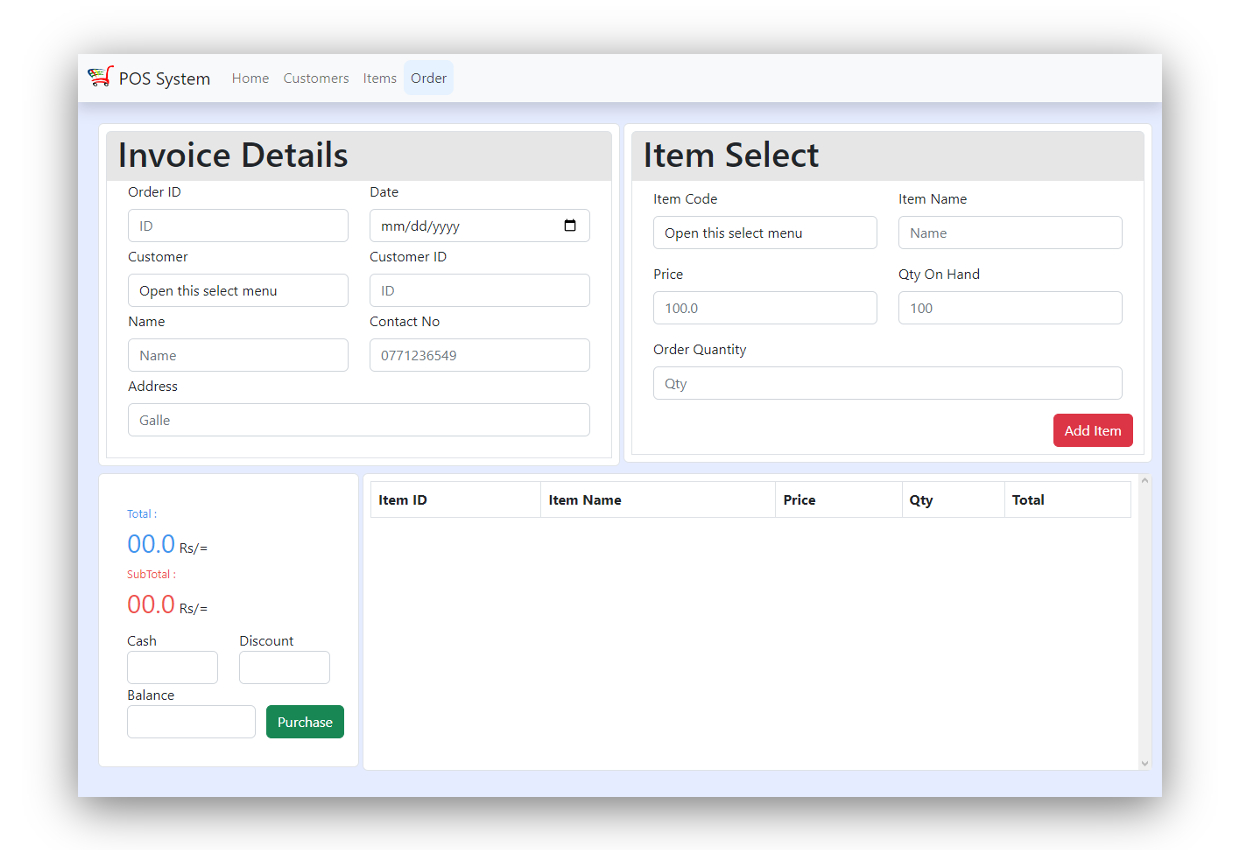 POS System Home Customers Items Order
Invoice Details
Order ID Date
ID mm/dd/yyyy
Customer Customer ID
Open this select menu ID
Name Contact No
Name 0771236549
Address
Galle
Item Select
Item Code Item Name
Open this select menu Name
Price Qty On Hand
100.0 100
Order Quantity
Qty
Add Item
Total :
00.0 Rs/=
SubTotal :
00.0 Rs/=
Cash Discount
Balance
Purchase
Item ID Item Name Price Qty Total